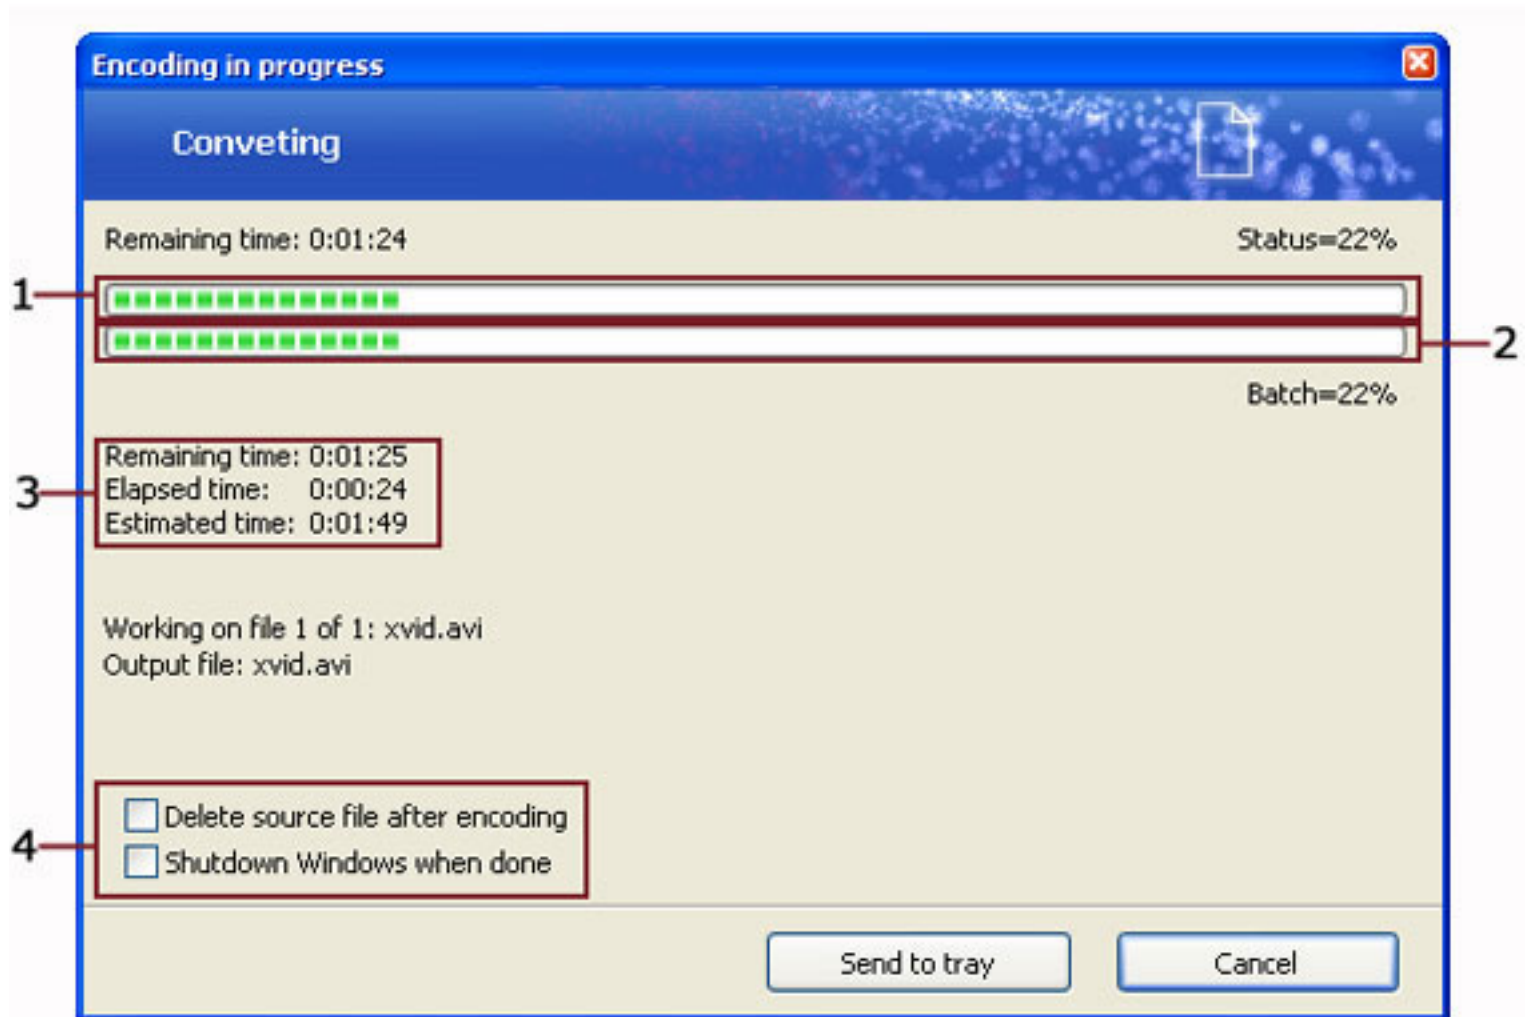 Encoding in progress
Conveting
Remaining time: 0:01:24
Status=22%
1
2
Batch=22%
3
Remaining time: 0:01:25
Elapsed time: 0:00:24
Estimated time: 0:01:49
Working on file 1 of 1: xvid.avi
Output file: xvid.avi
4
Delete source file after encoding
Shutdown Windows when done
Send to tray
Cancel